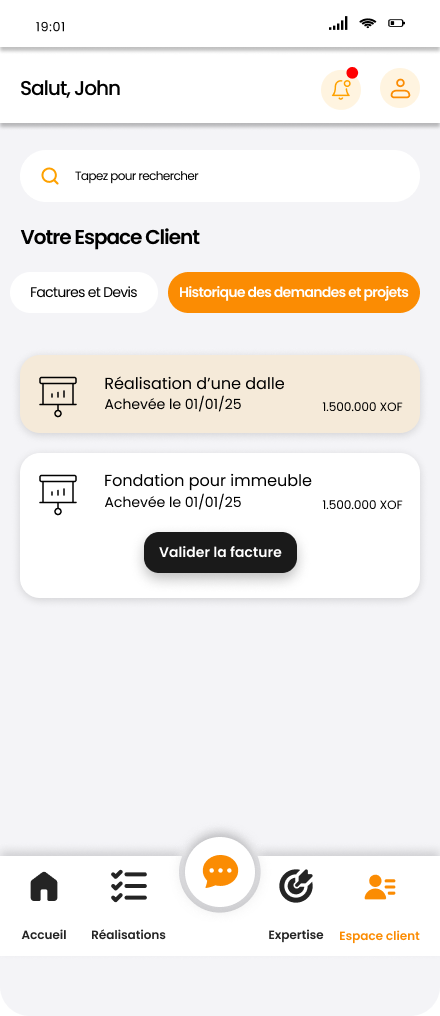 19:01
Salut, John
Tapez pour rechercher
Votre Espace Client
Factures et Devis
Historique des demandes et projets
Réalisation d’une dalle
Achevée le 01/01/25
1.500.000 XOF
Fondation pour immeuble
Achevée le 01/01/25
1.500.000 XOF
Valider la facture
Accueil
Réalisations
Expertise
Espace client